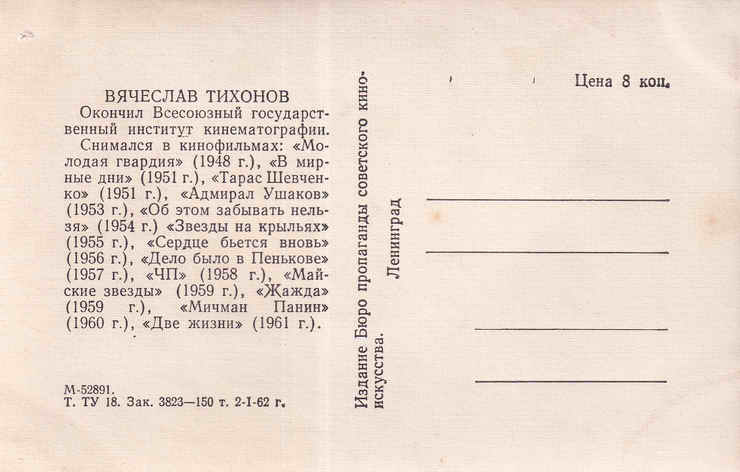 ВЯЧЕСЛАВ ТИХОНОВ
Окончил Всесоюзный государст-
венный институт кинематографии.
Снимался в кинофильмах: «Мо-
лодая гвардия» (1948 г.), «В мир-
ные дни» (1951 г.), «Тарас Шевчен-
ко» (1951 г.), «Адмирал Ушаков»
(1953 г.), «Об этом забывать нель-
зя» (1954 г.) «Звезды на крыльях»
(1955 г.), «Сердце бьется вновь»
(1956 г.), «Дело было в Пенькове»
(1957 г.), «ЧП» (1958 г.), «Май-
ские звезды» (1959 г.), «Жажда»
(1959 г.), «Мичман Панин»
(1960 г.), «Две жизни» (1961 г.).
М-52891.
Т. ТУ 18. Зак. 3823—150 т. 2-I-62 г.
Издание Бюро пропаганды советского кино-
искусства.
Ленинград
Цена 8 коп.